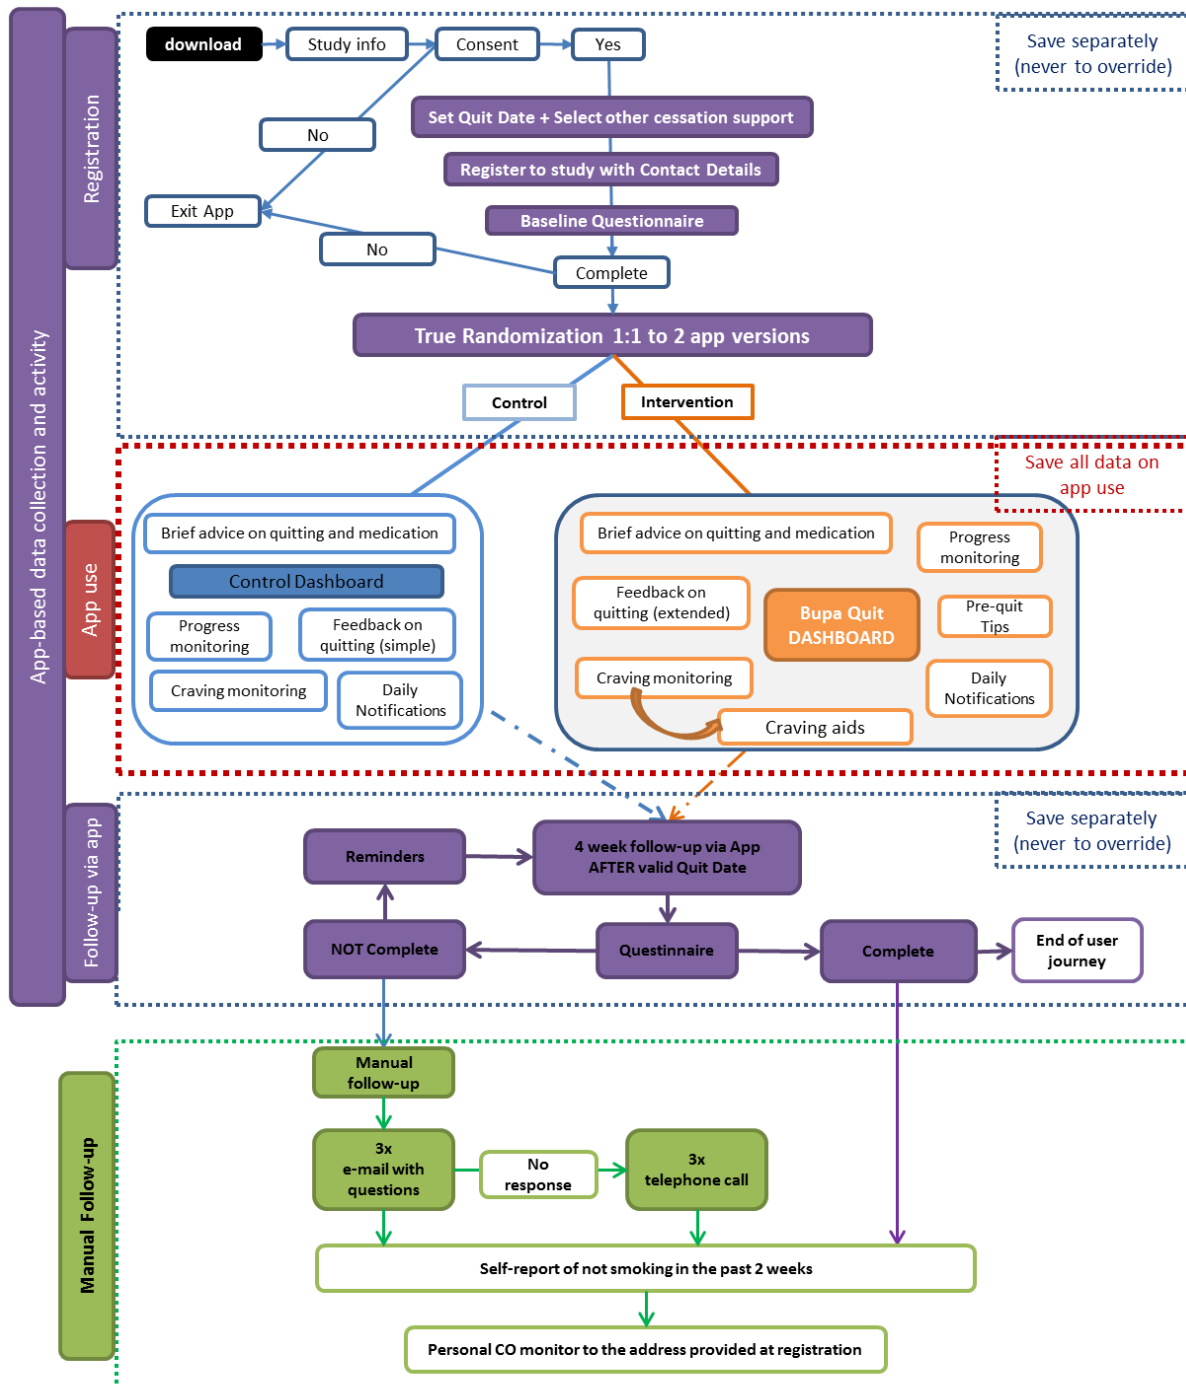 App-based data collection and activity
Registration
download
Study info
Consent
Yes
Save separately
(never to override)
No
Set Quit Date + Select other cessation support
Register to study with Contact Details
Exit App
Baseline Questionnaire
No
Complete
True Randomization 1:1 to 2 app versions
Control
Intervention
App use
Save all data on
app use
Brief advice on quitting and medication
Control Dashboard
Progress
monitoring
Feedback on
quitting (simple)
Craving monitoring
Daily
Notifications
Brief advice on quitting and medication
Progress
monitoring
Feedback on
quitting (extended)
Bupa Quit
DASHBOARD
Pre-quit
Tips
Craving monitoring
Daily
Notifications
Craving aids
Follow-up via app
Save separately
(never to override)
Reminders
4 week follow-up via App
AFTER valid Quit Date
NOT Complete
Questinnaire
Complete
End of user
journey
Manual Follow-up
Manual
follow-up
3x
e-mail with
questions
No
response
3x
telephone call
Self-report of not smoking in the past 2 weeks
Personal CO monitor to the address provided at registration